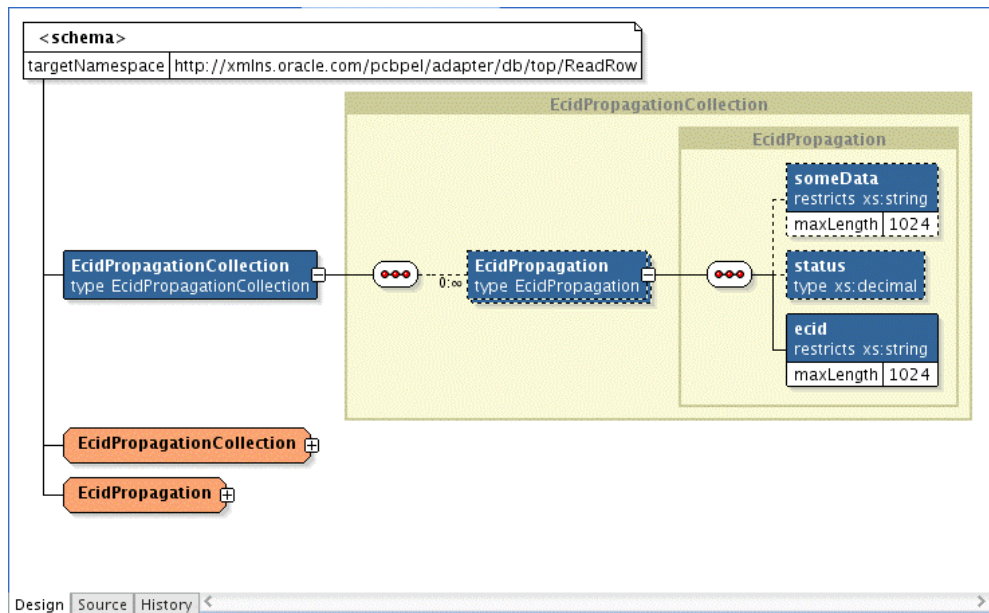 <schema>
targetNamespace http://xmlns.oracle.com/pcbpel/adapter/db/top/ReadRow
EcidPropagationCollection
EcidPropagation
someData
restricts xs:string
maxLength 1024
EcidPropagationCollection
type EcidPropagationCollection
0:∞
EcidPropagation
type EcidPropagation
status
type xs:decimal
ecid
restricts xs:string
maxLength 1024
EcidPropagationCollection
EcidPropagation
Design Source History